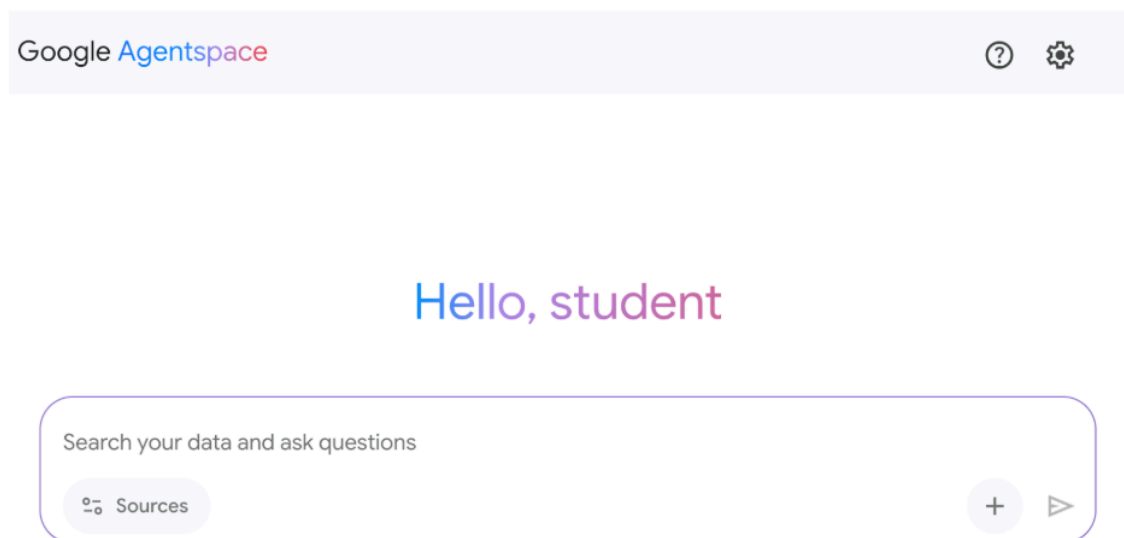 Google Agentspace
Hello, student
Search your data and ask questions
Sources